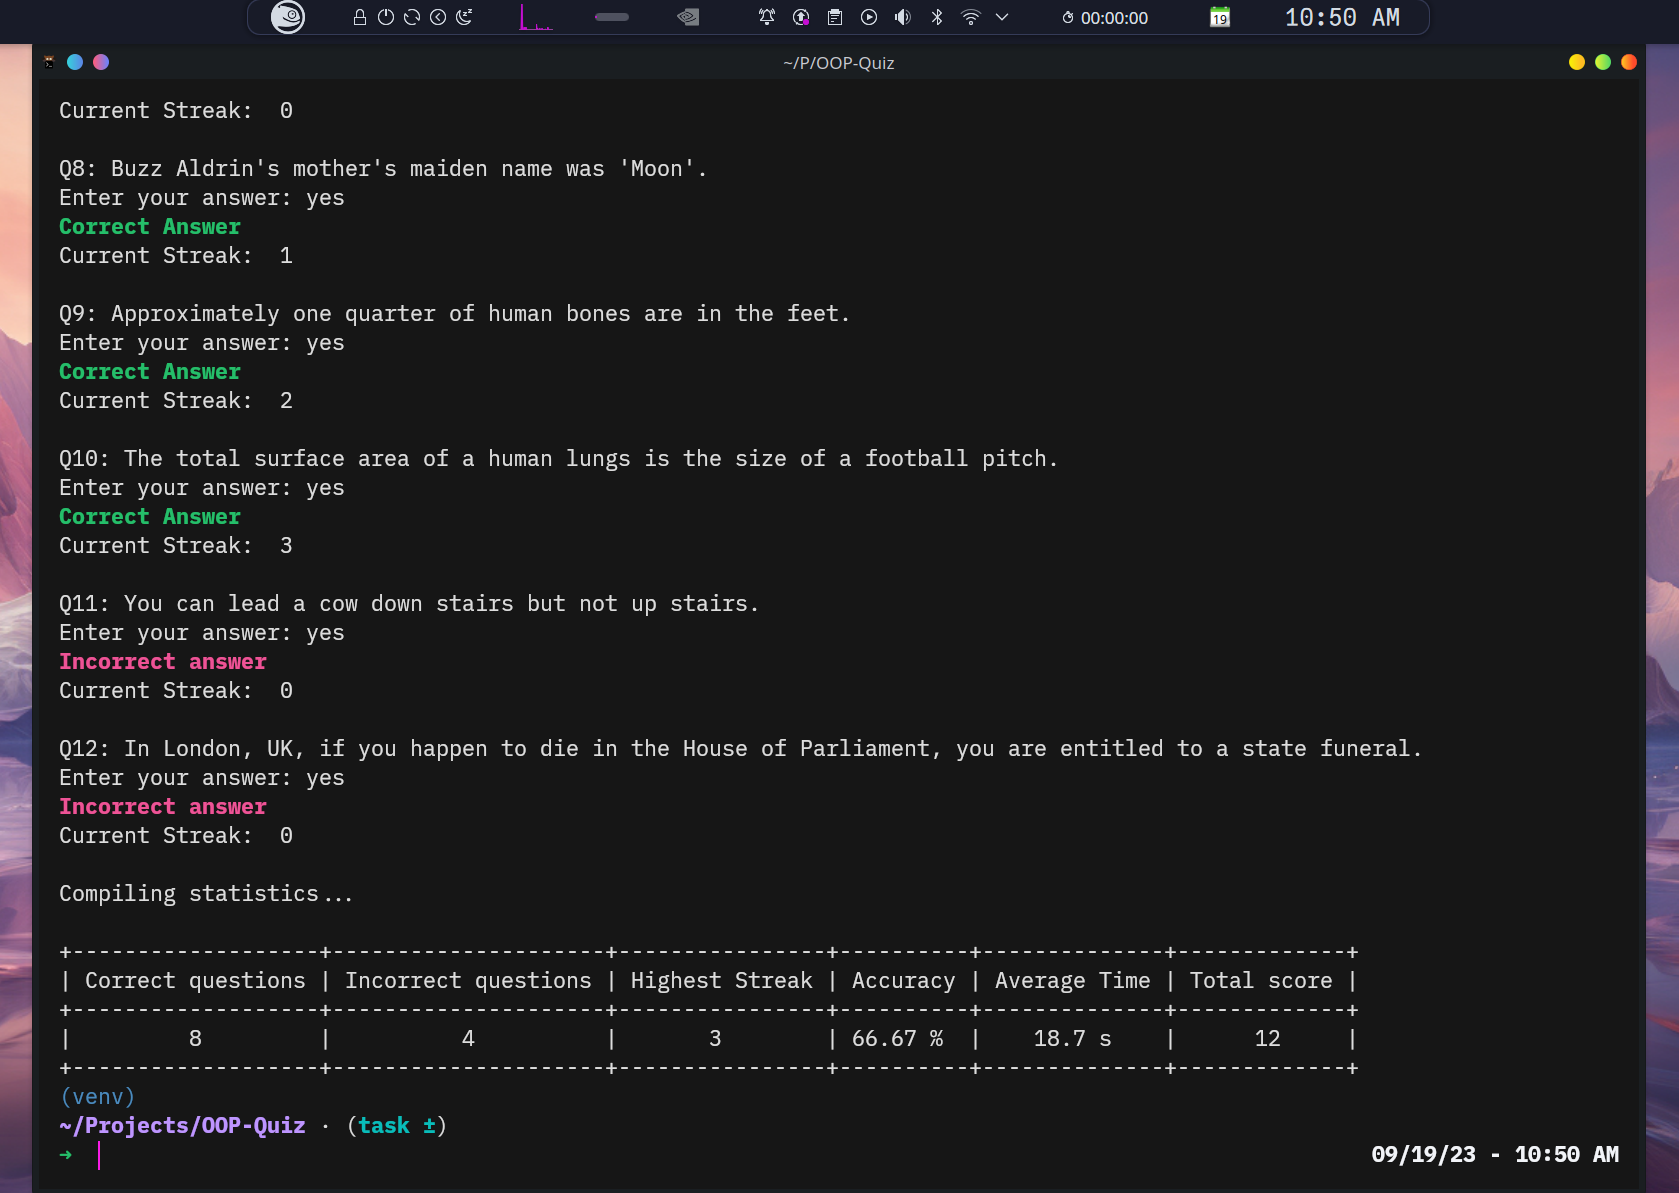 00:00:00
19
10:50 AM
~/P/OOP-Quiz
Current Streak:  0
Q8: Buzz Aldrin's mother's maiden name was 'Moon'.
Enter your answer: yes
Correct Answer
Current Streak:  1
Q9: Approximately one quarter of human bones are in the feet.
Enter your answer: yes
Correct Answer
Current Streak:  2
Q10: The total surface area of a human lungs is the size of a football pitch.
Enter your answer: yes
Correct Answer
Current Streak:  3
Q11: You can lead a cow down stairs but not up stairs.
Enter your answer: yes
Incorrect answer
Current Streak:  0
Q12: In London, UK, if you happen to die in the House of Parliament, you are entitled to a state funeral.
Enter your answer: yes
Incorrect answer
Current Streak:  0
Compiling statistics...
+-------------------+---------------------+----------------+----------+--------------+-------------+
| Correct questions | Incorrect questions | Highest Streak | Accuracy | Average Time | Total score |
+-------------------+---------------------+----------------+----------+--------------+-------------+
|         8         |          4          |       3        | 66.67 %  |    18.7 s    |      12     |
+-------------------+---------------------+----------------+----------+--------------+-------------+
(venv)
~/Projects/OOP-Quiz · (task ±)
→
09/19/23 - 10:50 AM